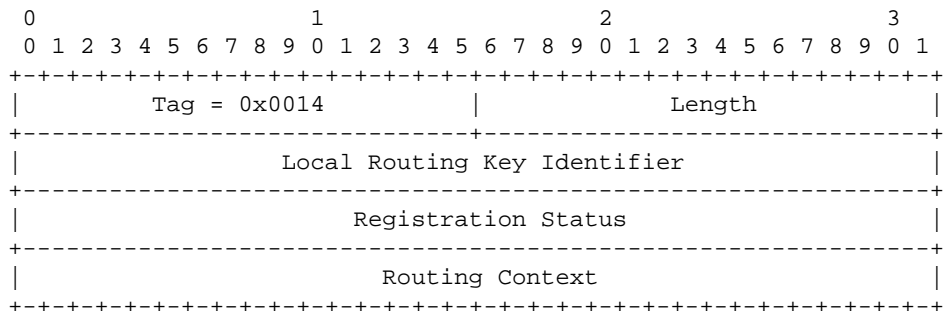 0                   1                   2                   3
0 1 2 3 4 5 6 7 8 9 0 1 2 3 4 5 6 7 8 9 0 1 2 3 4 5 6 7 8 9 0 1
+-+-+-+-+-+-+-+-+-+-+-+-+-+-+-+-+-+-+-+-+-+-+-+-+-+-+-+-+-+-+-+-+
|         Tag = 0x0014          |             Length            |
+-------------------------------+-------------------------------+
|                  Local Routing Key Identifier                 |
+---------------------------------------------------------------+
|                       Registration Status                     |
+---------------------------------------------------------------+
|                         Routing Context                       |
+-+-+-+-+-+-+-+-+-+-+-+-+-+-+-+-+-+-+-+-+-+-+-+-+-+-+-+-+-+-+-+-+